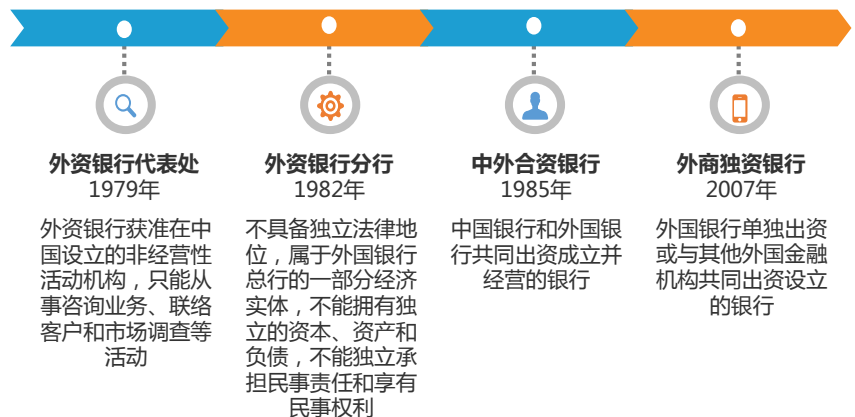 外资银行代表处
1979年
外资银行获准在中
国设立的非经营性
活动机构，只能从
事咨询业务、联络
客户和市场调查等
活动
外资银行分行
1982年
不具备独立法律地
位，属于外国银行
总行的一部分经济
实体，不能拥有独
立的资本、资产和
负债，不能独立承
担民事责任和享有
民事权利
中外合资银行
1985年
中国银行和外国银
行共同出资成立并
经营的银行
外商独资银行
2007年
外国银行单独出资
或与其他外国金融
机构共同出资设立
的银行